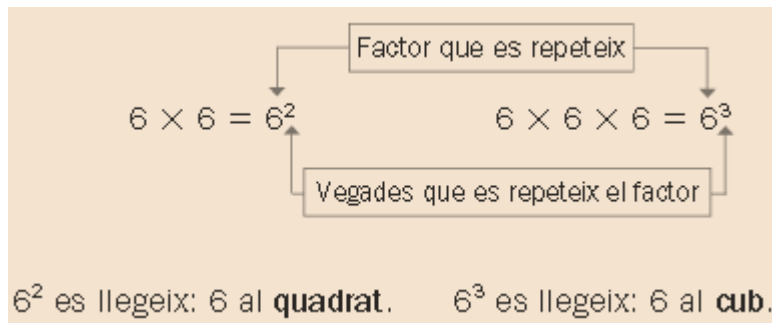 Factor que es repeteix
6 × 6 = 6² 6 × 6 × 6 = 6³
Vegades que es repeteix el factor
6² es llegeix: 6 al quadrat. 6³ es llegeix: 6 al cub.